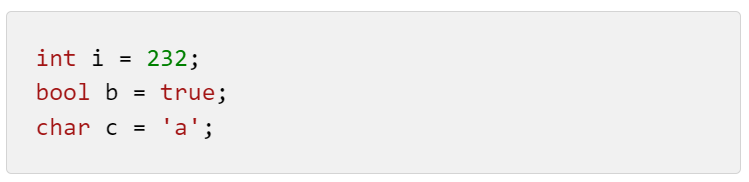 int i = 232;
bool b = true;
char c = 'a';